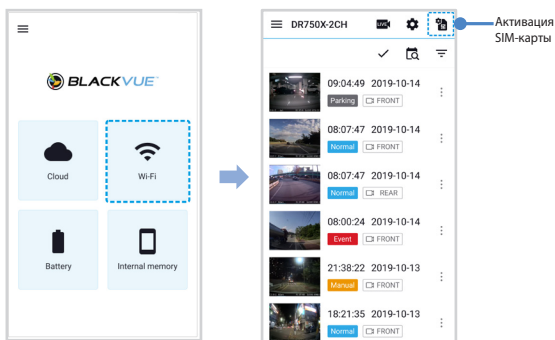 BLACKVUE
Cloud
Wi-Fi
Battery
Internal memory
DR750X-2CH
LIVE
Активация
SIM-карты
09:04:49 2019-10-14
Parking FRONT
08:07:47 2019-10-14
Normal FRONT
08:07:47 2019-10-14
Normal REAR
08:00:24 2019-10-14
Event FRONT
21:38:22 2019-10-13
Manual FRONT
18:21:35 2019-10-13
Normal FRONT